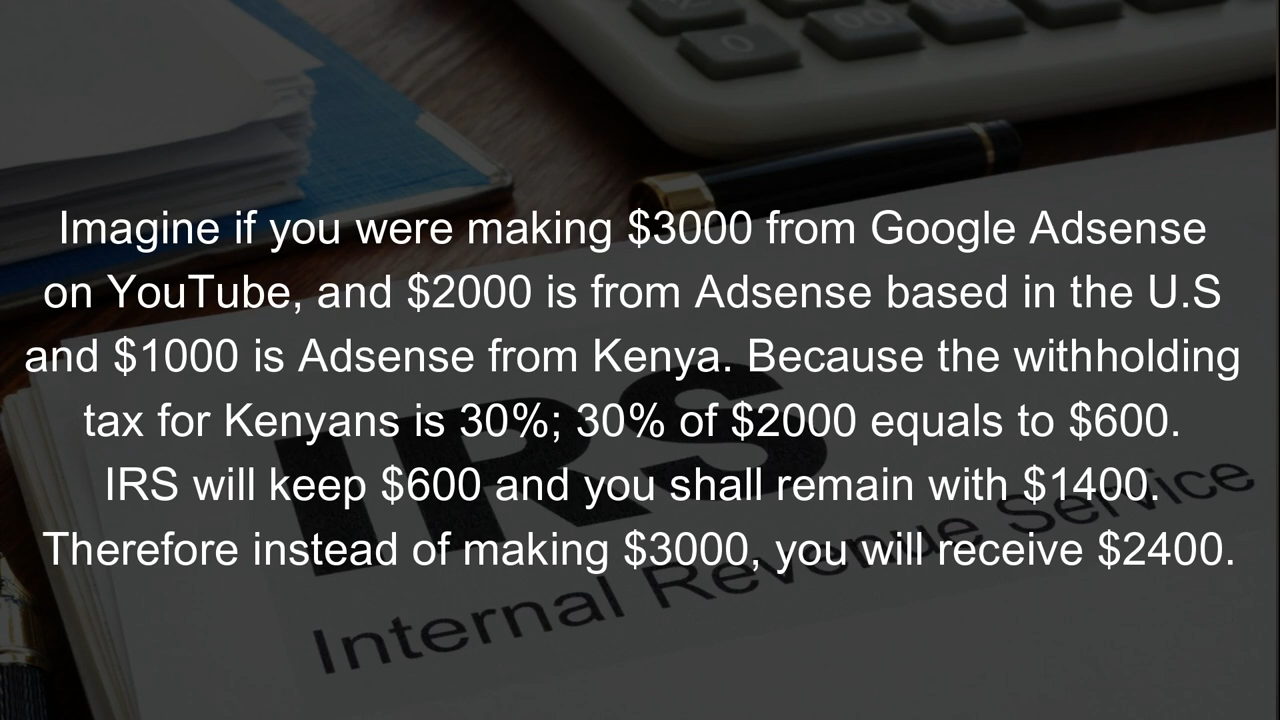 Imagine if you were making $3000 from Google Adsense
on YouTube, and $2000 is from Adsense based in the U.S
and $1000 is Adsense from Kenya. Because the withholding
tax for Kenyans is 30%; 30% of $2000 equals to $600.
IRS will keep $600 and you shall remain with $1400.
Therefore instead of making $3000, you will receive $2400.
IRS
Internal Revenue Service
0
00